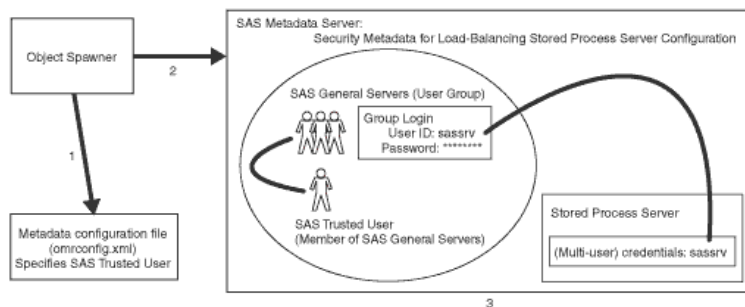 SAS Metadata Server:
Security Metadata for Load-Balancing Stored Process Server Configuration
Object Spawner
2
SAS General Servers (User Group)
Group Login
User ID: sassrv
Password: ********
1
SAS Trusted User
(Member of SAS General Servers)
Metadata configuration file
(omrconfig.xml)
Specifies SAS Trusted User
Stored Process Server
(Multi-user) credentials: sassrv
3